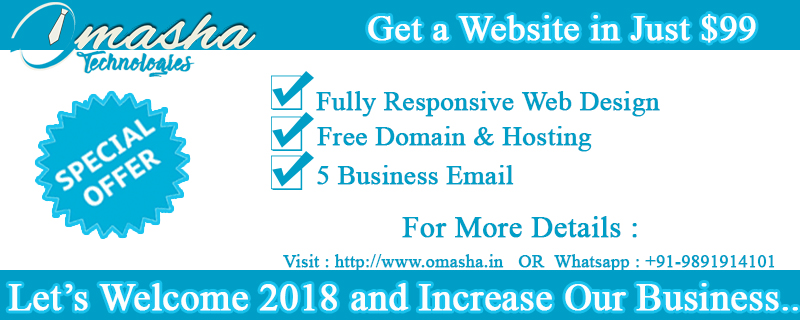 Omasha
Technologies
Get a Website in Just $99
SPECIAL
OFFER
Fully Responsive Web Design
Free Domain & Hosting
5 Business Email
For More Details :
Visit : http://www.omasha.in OR Whatsapp : +91-9891914101
Let's Welcome 2018 and Increase Our Business..